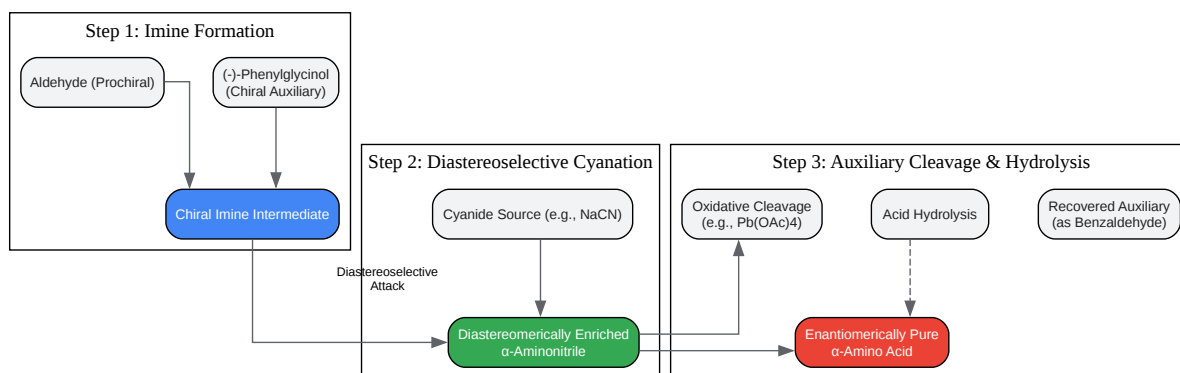 Step 1: Imine Formation
Aldehyde (Prochiral)
(-)-Phenylglycinol
(Chiral Auxiliary)
Chiral Imine Intermediate
Diastereoselective
Attack
Step 2: Diastereoselective Cyanation
Cyanide Source (e.g., NaCN)
Diastereomerically Enriched
α-Aminonitrile
Step 3: Auxiliary Cleavage & Hydrolysis
Oxidative Cleavage
(e.g., Pb(OAc)4)
Acid Hydrolysis
Recovered Auxiliary
(as Benzaldehyde)
Enantiomerically Pure
α-Amino Acid